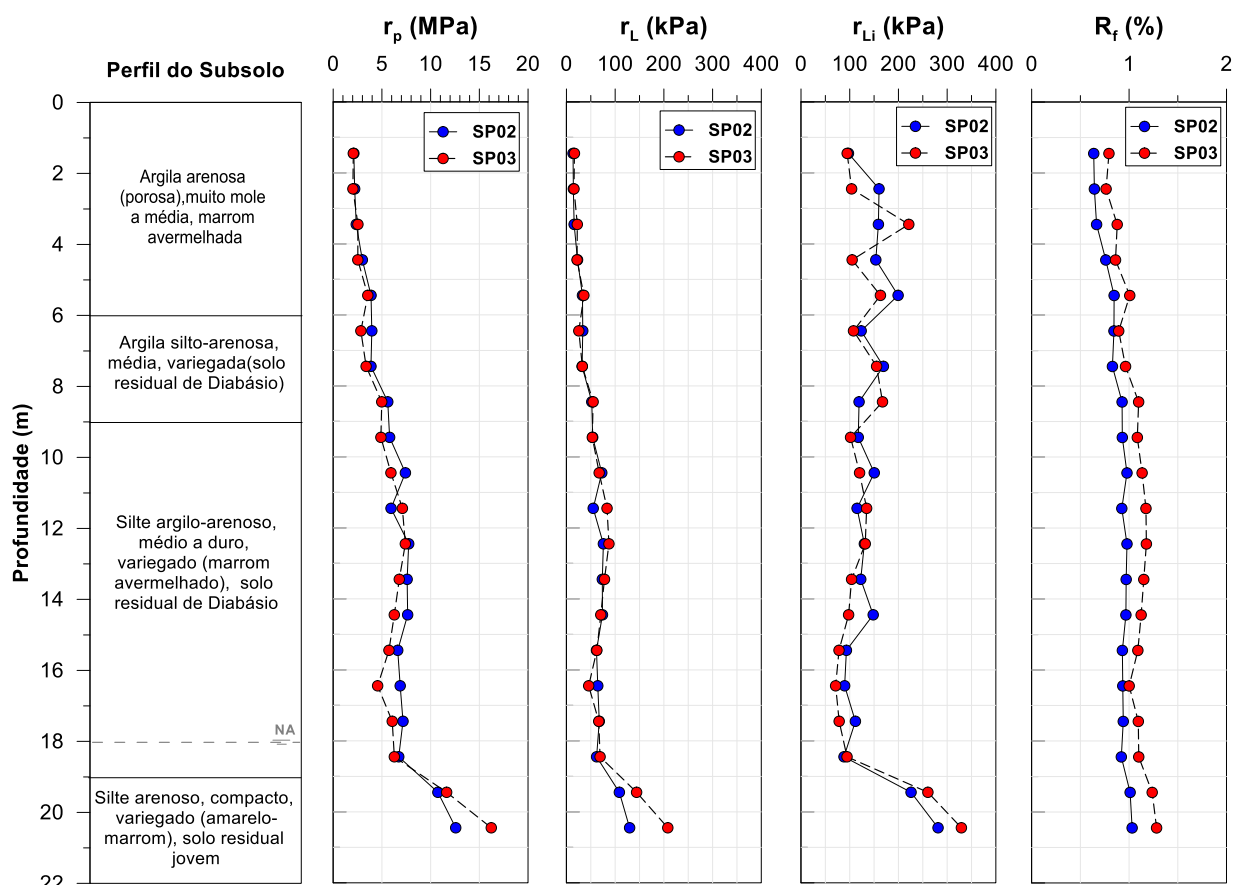 r_p (MPa)
r_L (kPa)
r_Li (kPa)
R_f (%)
Perfil do Subsolo
0 5 10 15 20
0 100 200 300 400
0 100 200 300 400
0 1 2
Profundidade (m)
0
2
4
6
8
10
12
14
16
18
20
22
SP02
SP03
SP02
SP03
SP02
SP03
SP02
SP03
Argila arenosa
(porosa),muito mole
a média, marrom
avermelhada
Argila silto-arenosa,
média, variegada(solo
residual de Diabásio)
Silte argilo-arenoso,
médio a duro,
variegado (marrom
avermelhado), solo
residual de Diabásio
NA
Silte arenoso, compacto,
variegado (amarelo-
marrom), solo residual
jovem